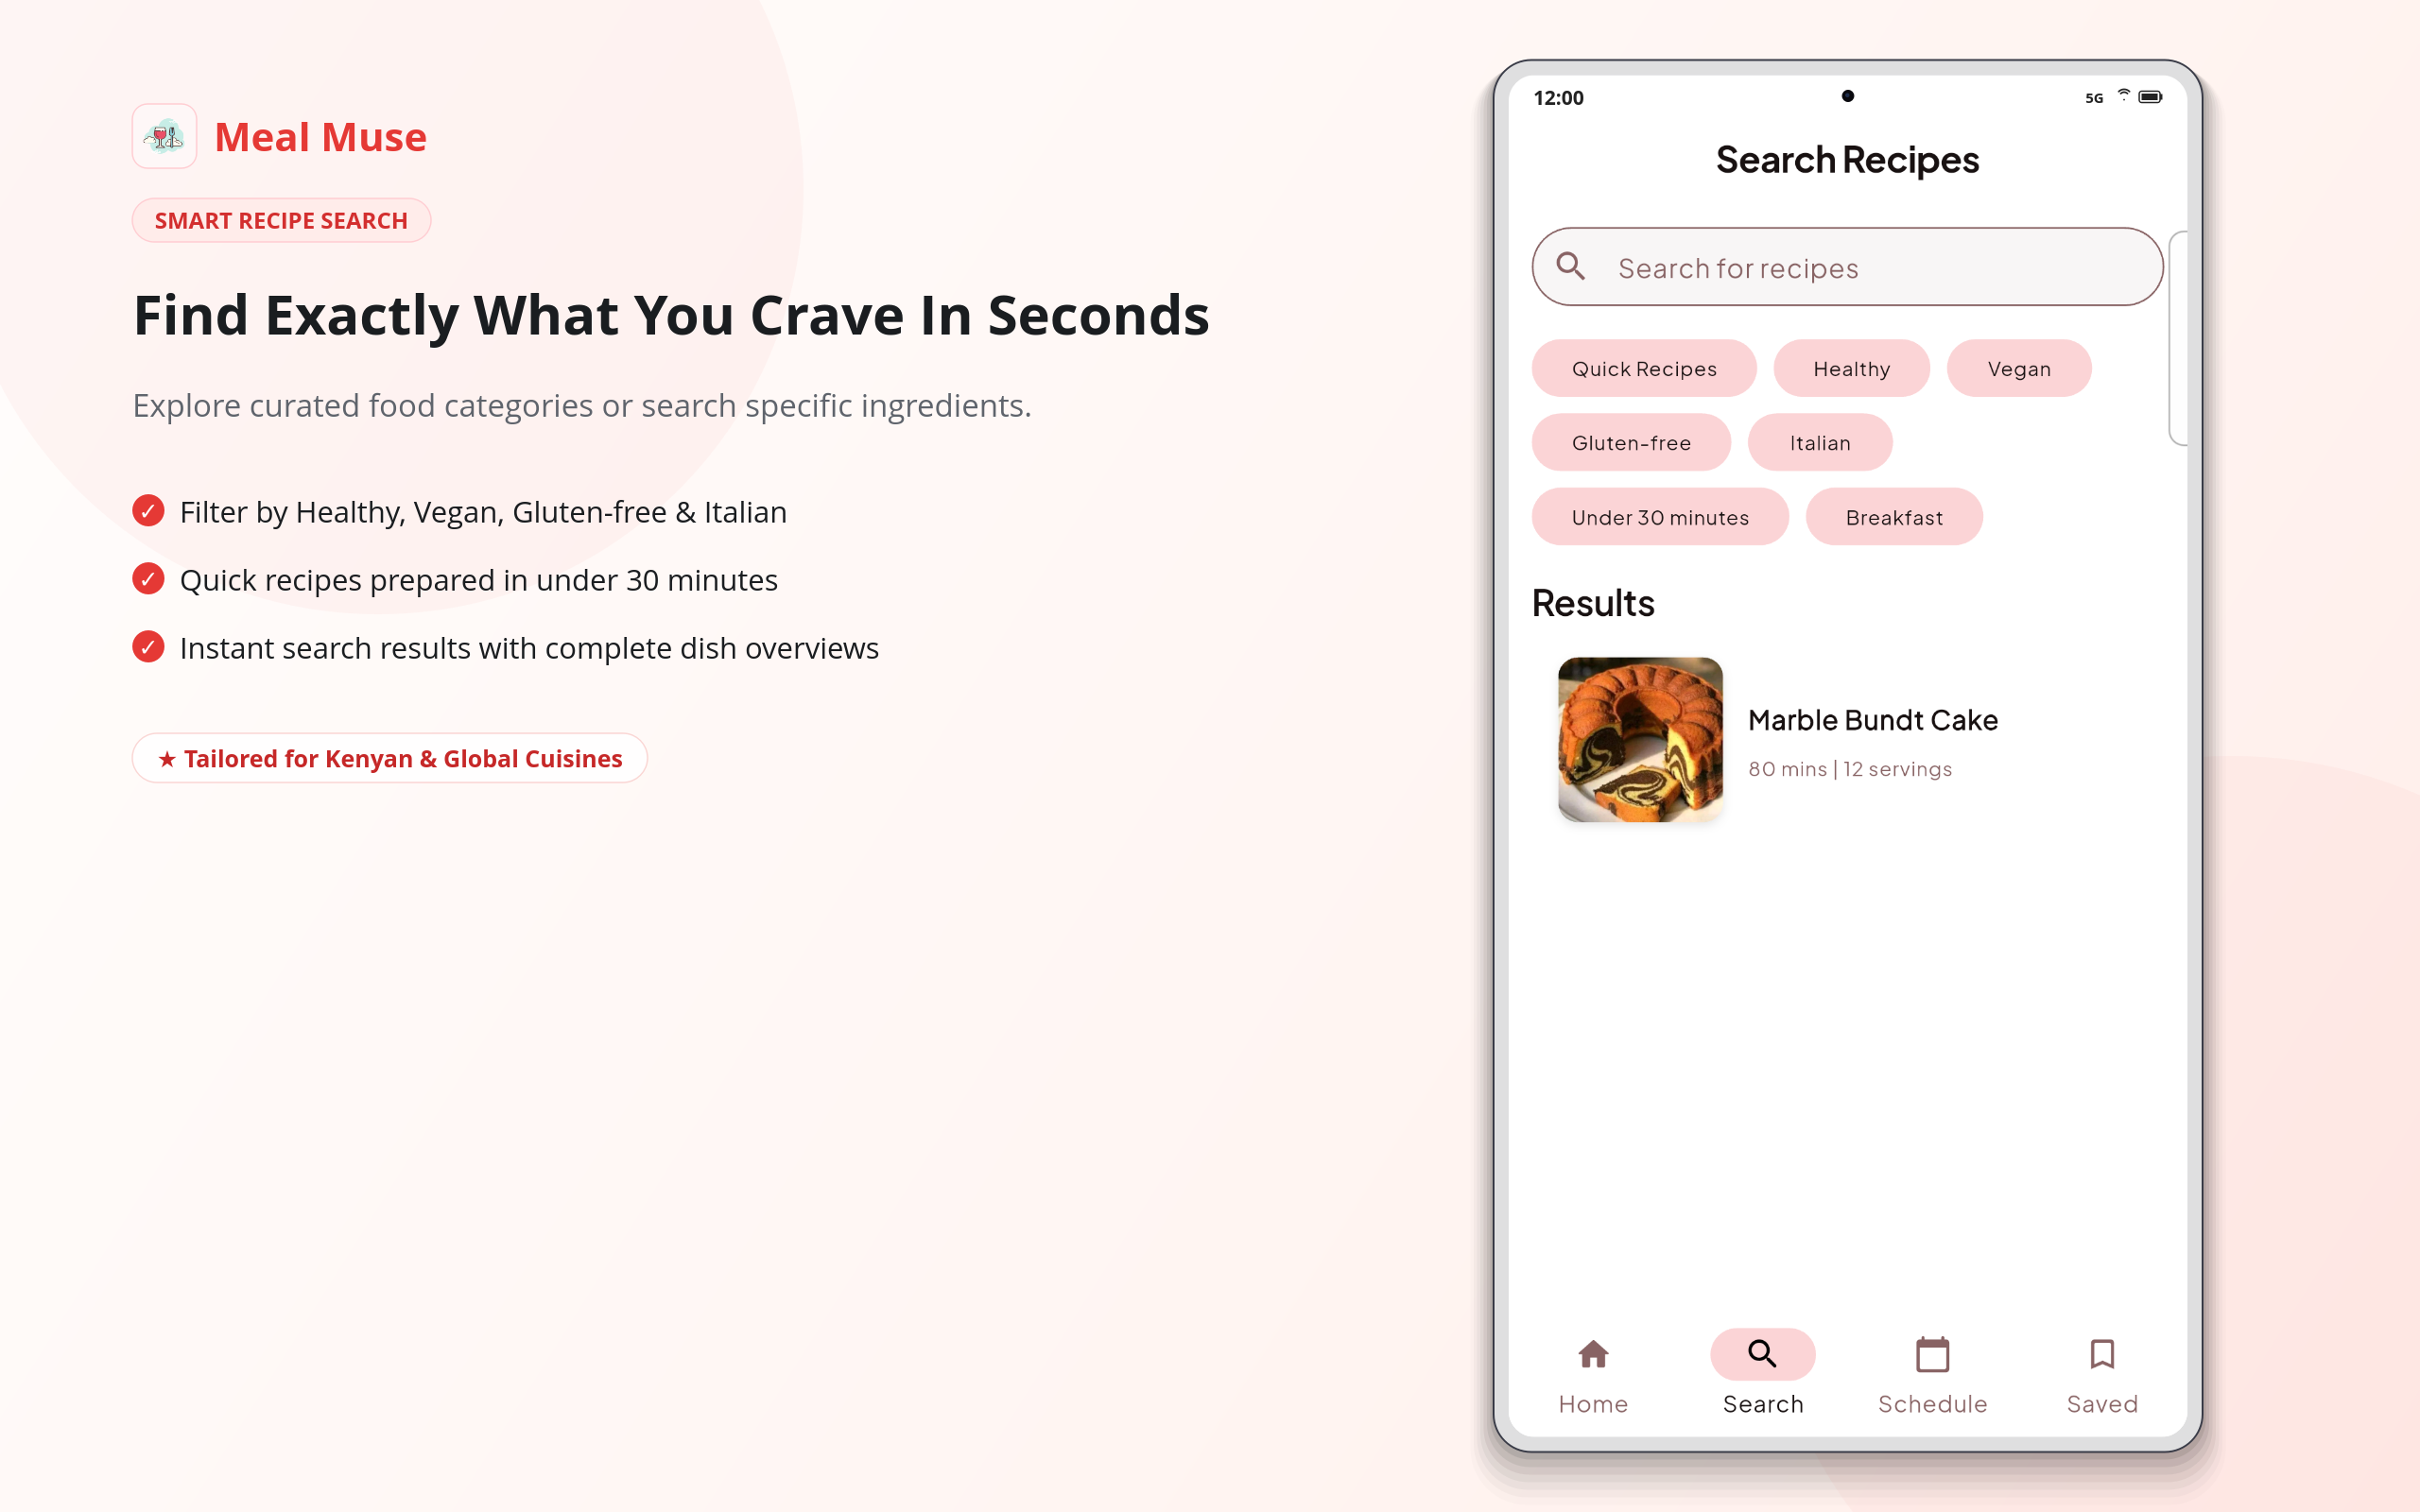 Meal Muse
SMART RECIPE SEARCH
Find Exactly What You Crave In Seconds
Explore curated food categories or search specific ingredients.
✓ Filter by Healthy, Vegan, Gluten-free & Italian
✓ Quick recipes prepared in under 30 minutes
✓ Instant search results with complete dish overviews
★ Tailored for Kenyan & Global Cuisines
12:00 5G
Search Recipes
Search for recipes
Quick Recipes Healthy Vegan
Gluten-free Italian
Under 30 minutes Breakfast
Results
Marble Bundt Cake
80 mins | 12 servings
Home Search Schedule Saved